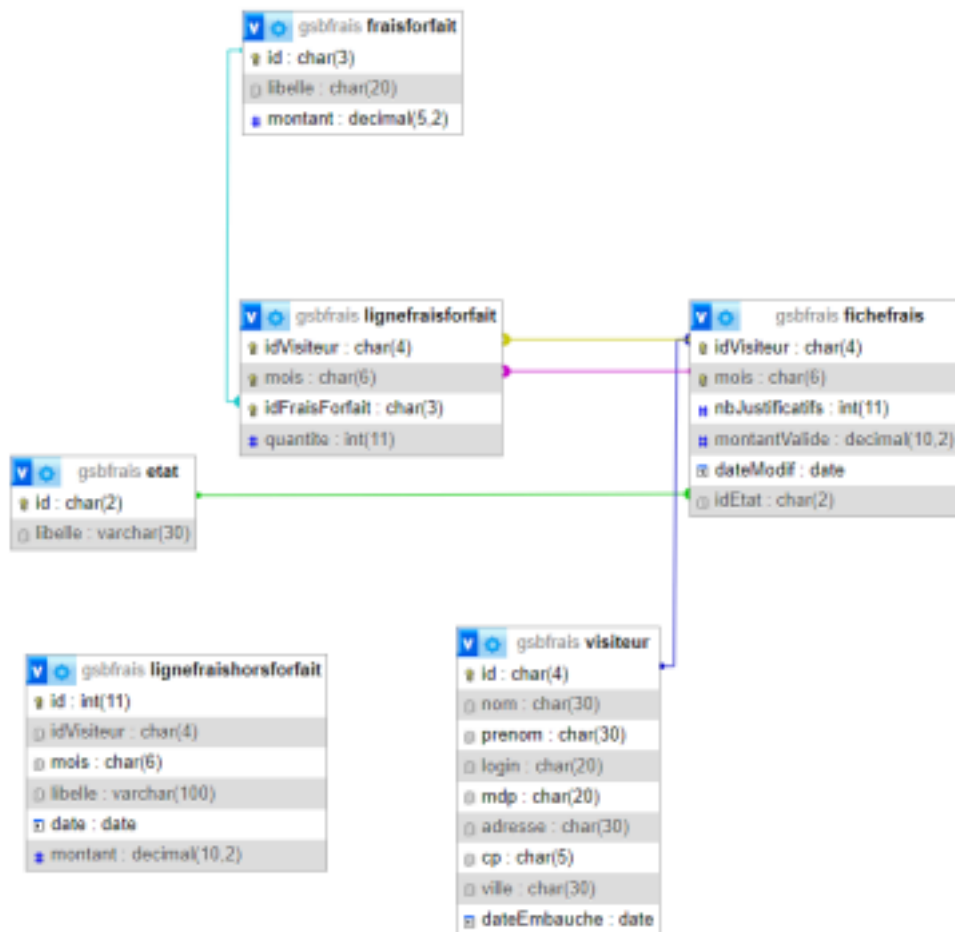 gsbfrais fraisforfait
id : char(3)
libelle : char(20)
montant : decimal(5,2)
gsbfrais lignefraisforfait
idVisiteur : char(4)
mois : char(6)
idFraisForfait : char(3)
quantite : int(11)
gsbfrais fichefrais
idVisiteur : char(4)
mois : char(6)
nbJustificatifs : int(11)
montantValide : decimal(10,2)
dateModif : date
idEtat : char(2)
gsbfrais etat
id : char(2)
libelle : varchar(30)
gsbfrais lignefraishorsforfait
id : int(11)
idVisiteur : char(4)
mois : char(6)
libelle : varchar(100)
date : date
montant : decimal(10,2)
gsbfrais visiteur
id : char(4)
nom : char(30)
prenom : char(30)
login : char(20)
mdp : char(20)
adresse : char(30)
cp : char(5)
ville : char(30)
dateEmbauche : date